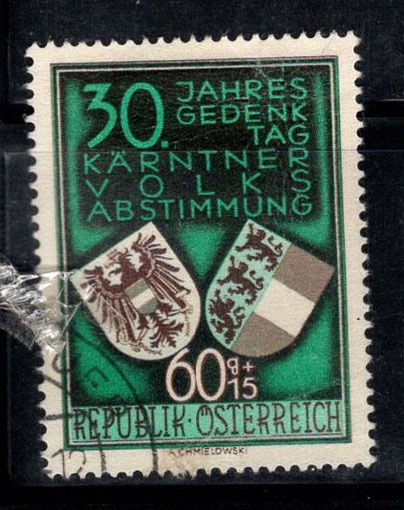 30. JAHRES
GEDENK
TAG
KÄRNTNER
VOLKS
ABSTIMMUNG
60g+
15
REPUBLIK·ÖSTERREICH
A.CHMIELOWSKI